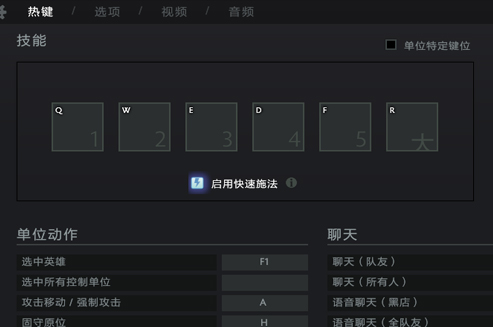 热键 / 选项 / 视频 / 音频
技能
单位特定键位
Q W E D F R
1 2 3 4 5 大
启用快速施法
单位动作 聊天
选中英雄 F1 聊天（队友）
选中所有控制单位 聊天（所有人）
攻击移动 / 强制攻击 A 语音聊天（黑店）
固守原位 H 语音聊天（全队友）